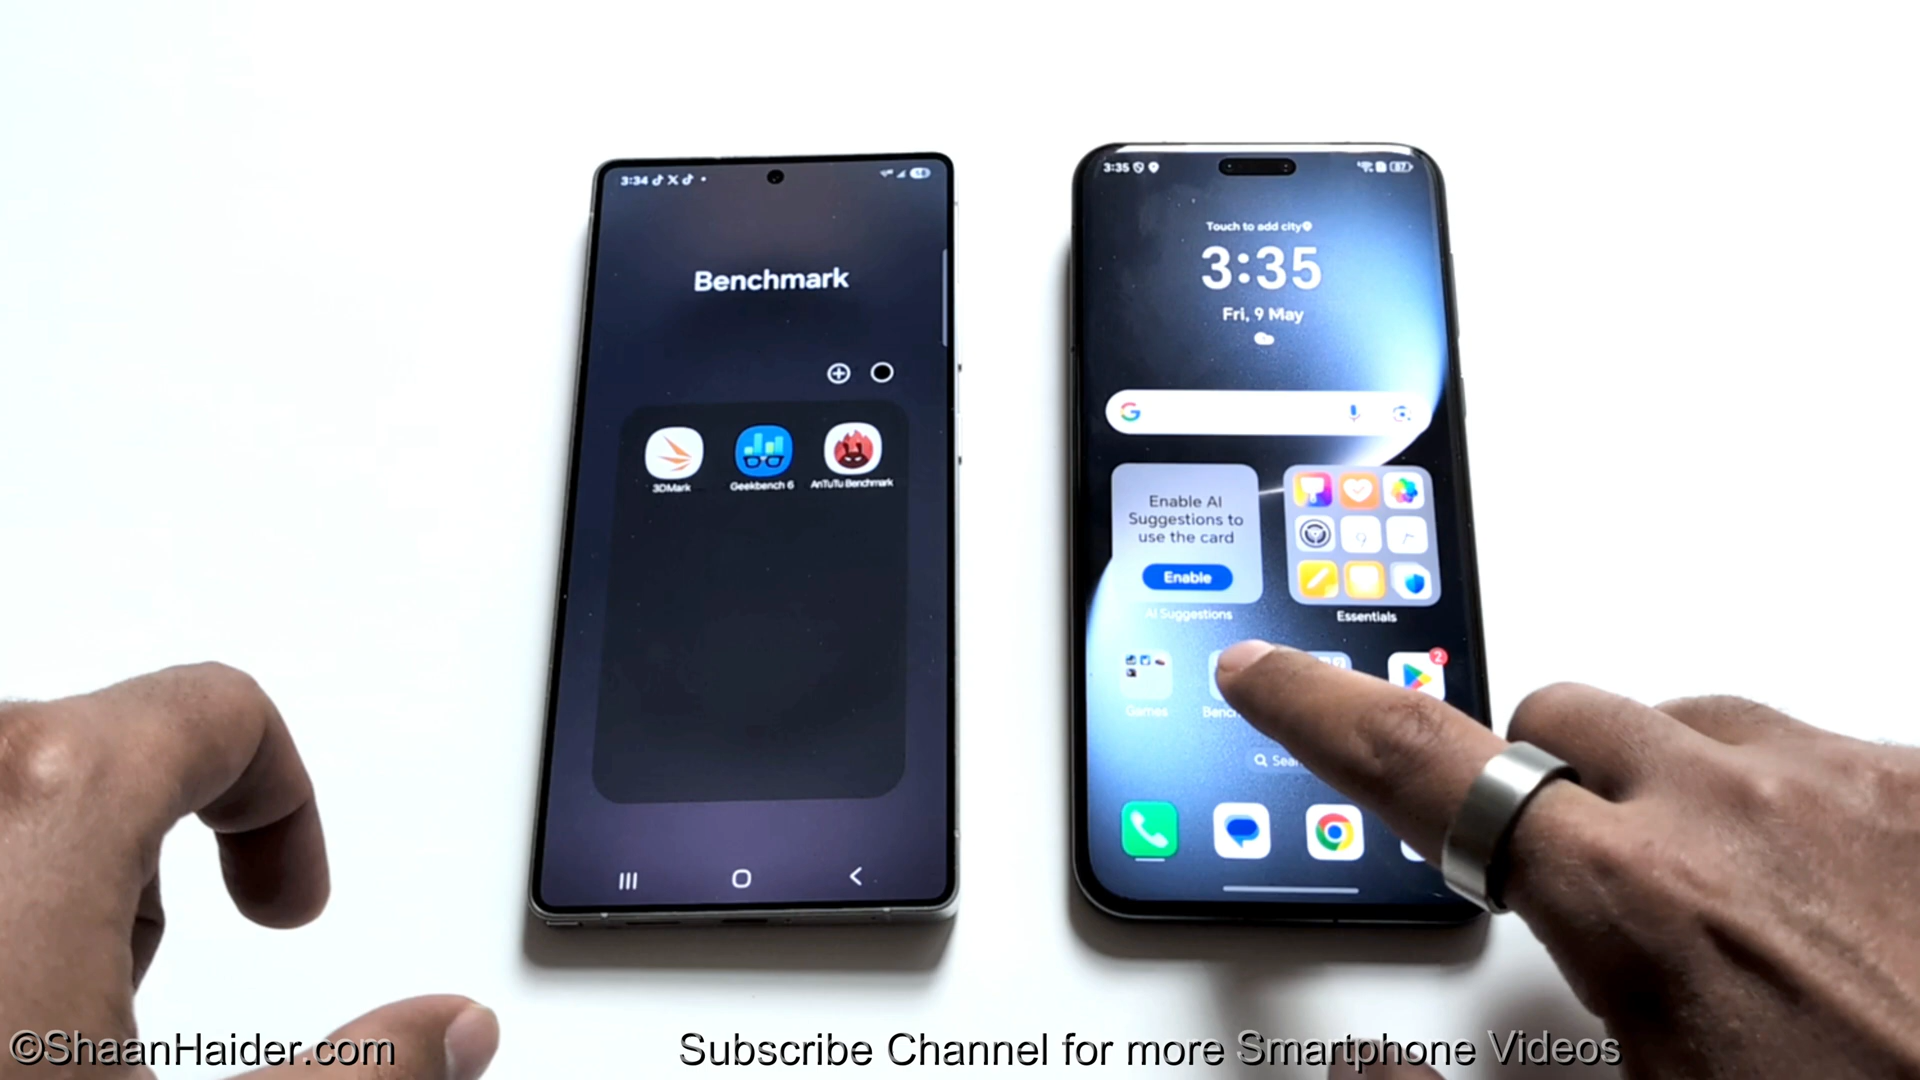 3:34
Benchmark
3DMark
Geekbench 6
AnTuTu Benchmark
3:35
87
Touch to add city
3:35
Fri, 9 May
Enable AI
Suggestions to
use the card
Enable
AI Suggestions
Essentials
2
Games
©ShaanHaider.com
Subscribe Channel for more Smartphone Videos